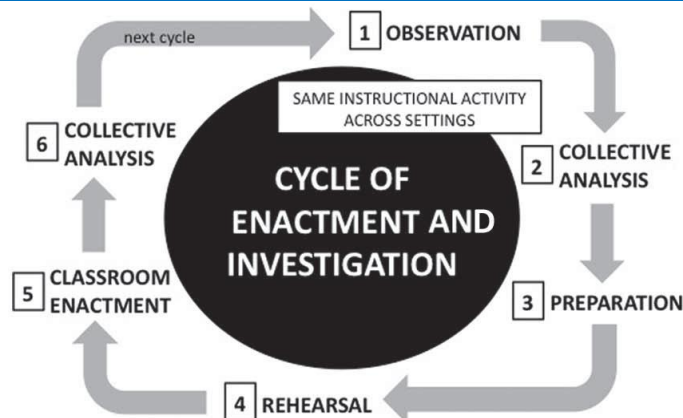 next cycle
1 OBSERVATION
SAME INSTRUCTIONAL ACTIVITY
ACROSS SETTINGS
2 COLLECTIVE
ANALYSIS
3 PREPARATION
4 REHEARSAL
5 CLASSROOM
ENACTMENT
6 COLLECTIVE
ANALYSIS
CYCLE OF
ENACTMENT AND
INVESTIGATION